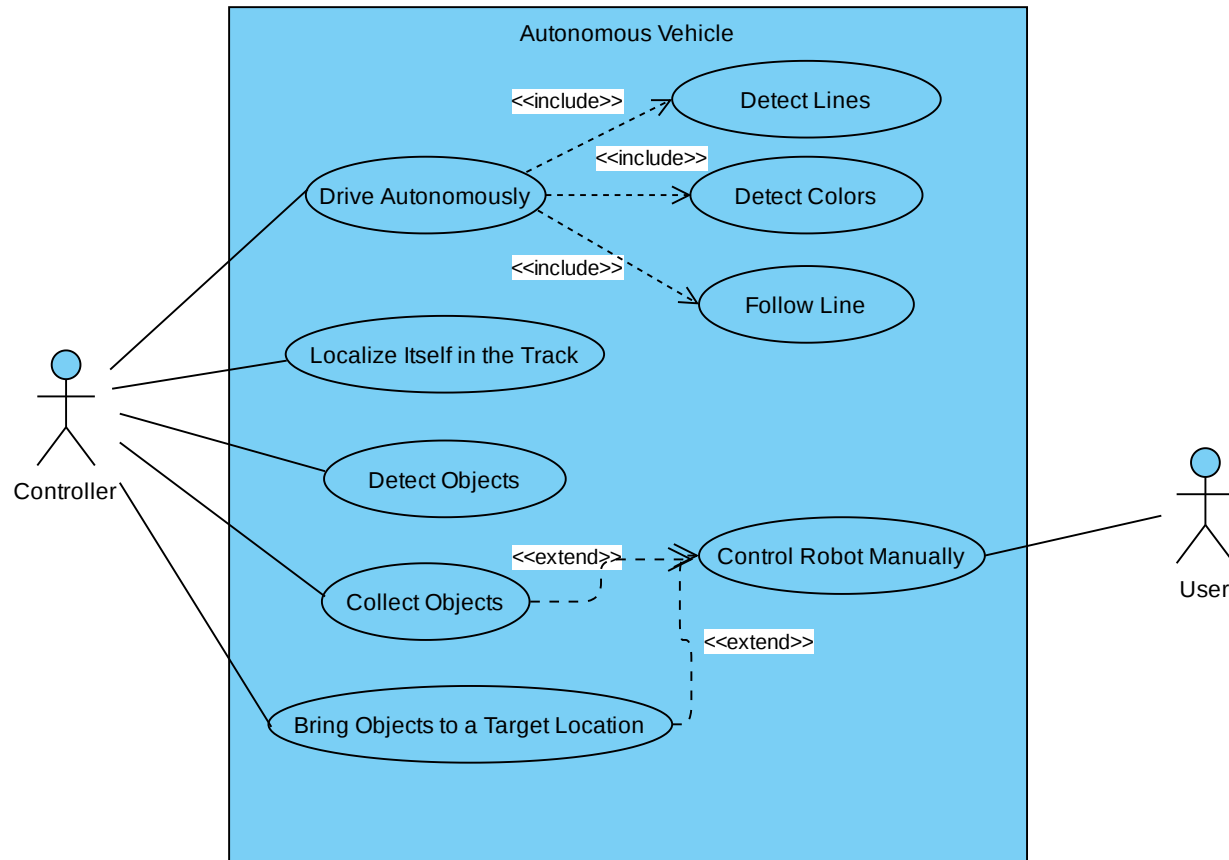 Autonomous Vehicle
<<include>>
Detect Lines
<<include>>
Drive Autonomously
Detect Colors
<<include>>
Follow Line
Localize Itself in the Track
Controller
Detect Objects
<<extend>>
Control Robot Manually
User
Collect Objects
<<extend>>
Bring Objects to a Target Location